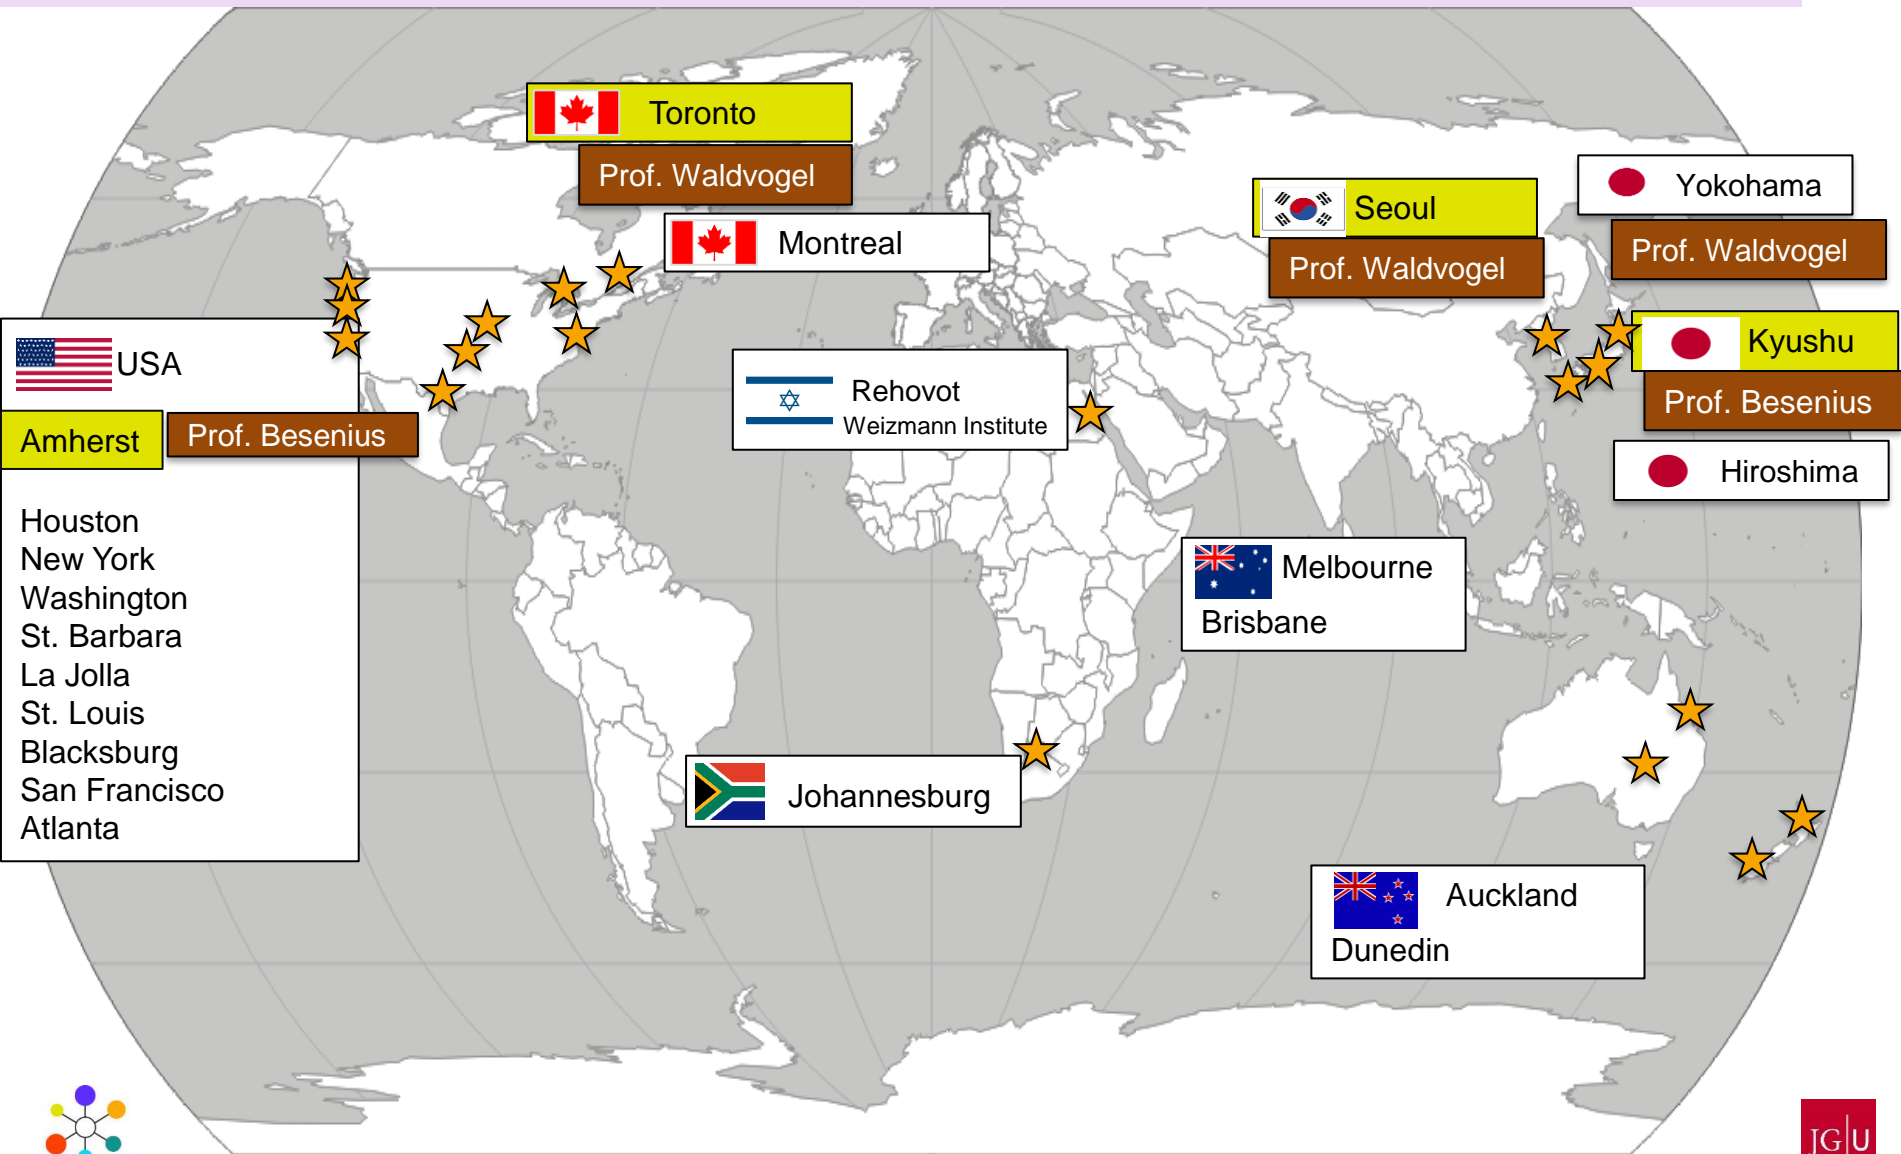 Toronto
Prof. Waldvogel
Montreal
Seoul
Prof. Waldvogel
Yokohama
Prof. Waldvogel
Kyushu
Prof. Besenius
Hiroshima
USA
Amherst
Prof. Besenius
Houston
New York
Washington
St. Barbara
La Jolla
St. Louis
Blacksburg
San Francisco
Atlanta
Rehovot
Weizmann Institute
Melbourne
Brisbane
Johannesburg
Auckland
Dunedin
JG|U